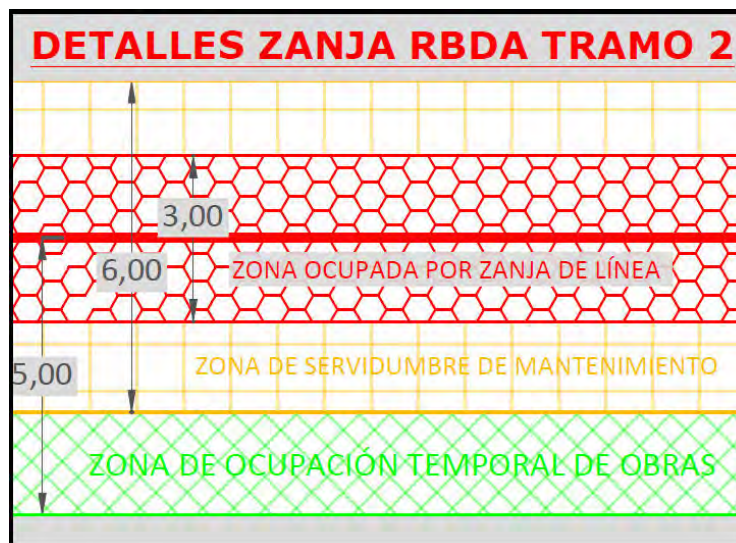 DETALLES ZANJA RBDA TRAMO 2
3,00
6,00
ZONA OCUPADA POR ZANJA DE LÍNEA
5,00
ZONA DE SERVIDUMBRE DE MANTENIMIENTO
ZONA DE OCUPACIÓN TEMPORAL DE OBRAS